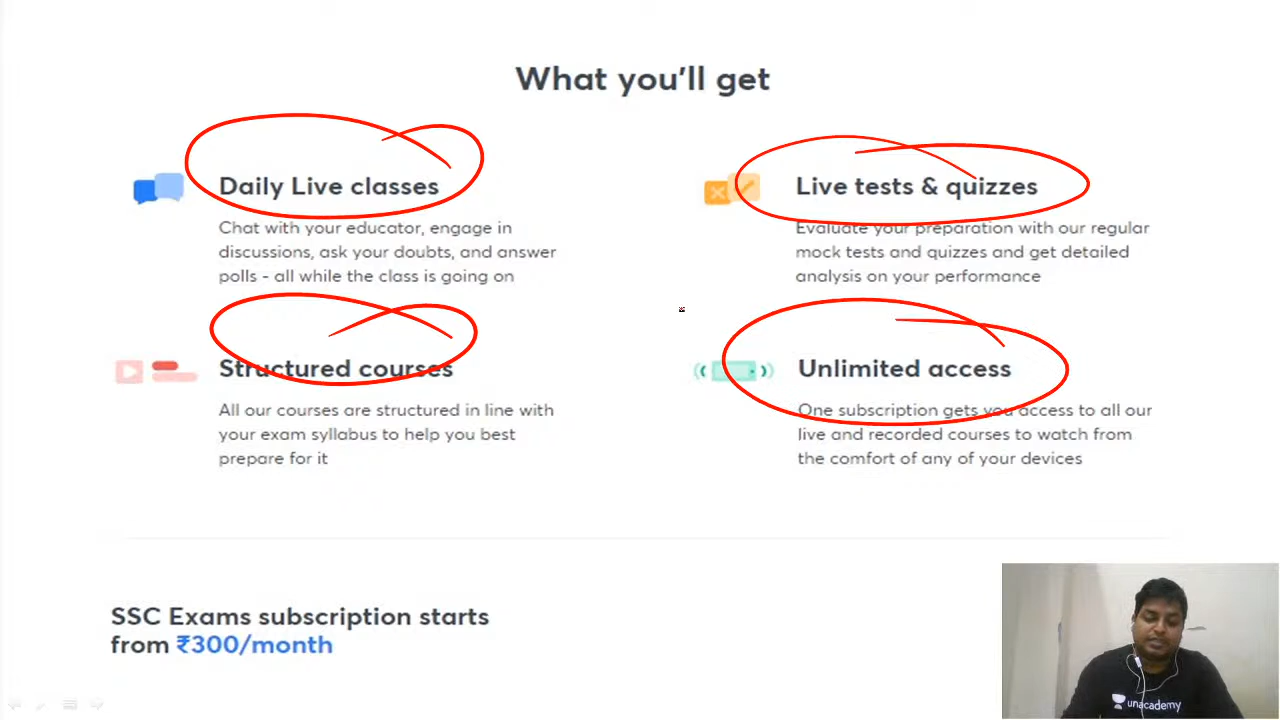 What you'll get
Daily Live classes
Chat with your educator, engage in
discussions, ask your doubts, and answer
polls - all while the class is going on
Live tests & quizzes
Evaluate your preparation with our regular
mock tests and quizzes and get detailed
analysis on your performance
Structured courses
All our courses are structured in line with
your exam syllabus to help you best
prepare for it
Unlimited access
One subscription gets you access to all our
live and recorded courses to watch from
the comfort of any of your devices
SSC Exams subscription starts
from ₹300/month
unacademy